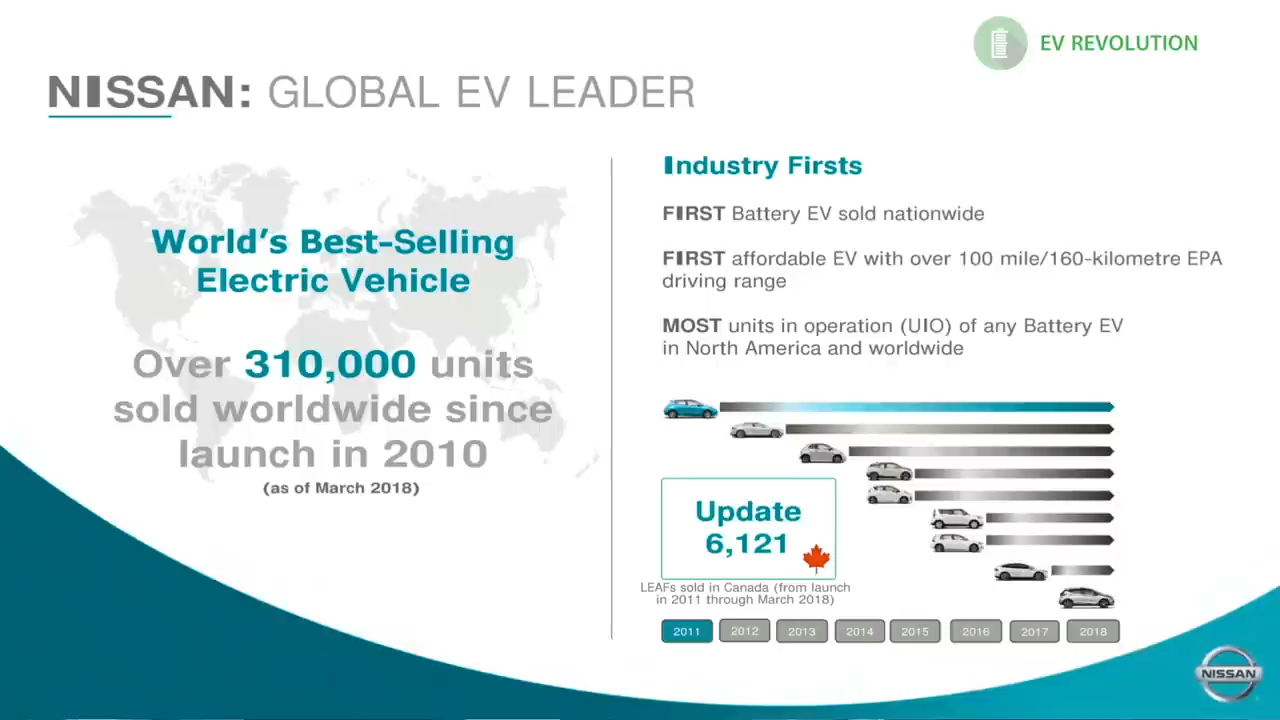 EV REVOLUTION
NISSAN: GLOBAL EV LEADER
World's Best-Selling
Electric Vehicle
Over 310,000 units
sold worldwide since
launch in 2010
(as of March 2018)
Industry Firsts
FIRST Battery EV sold nationwide
FIRST affordable EV with over 100 mile/160-kilometre EPA
driving range
MOST units in operation (UIO) of any Battery EV
in North America and worldwide
Update
6,121
LEAFs sold in Canada (from launch
in 2011 through March 2018)
2011 2012 2013 2014 2015 2016 2017 2018
NISSAN